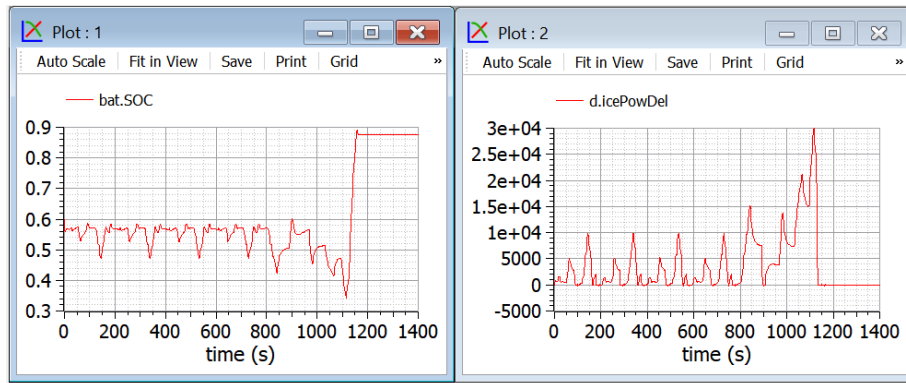 Plot : 1
Auto Scale Fit in View Save Print Grid »
bat.SOC
0.9
0.8
0.7
0.6
0.5
0.4
0.3
0 200 400 600 800 1000 1200 1400
time (s)
Plot : 2
Auto Scale Fit in View Save Print Grid »
d.icePowDel
3e+04
2.5e+04
2e+04
1.5e+04
1e+04
5000
0
-5000
0 200 400 600 800 1000 1200 1400
time (s)